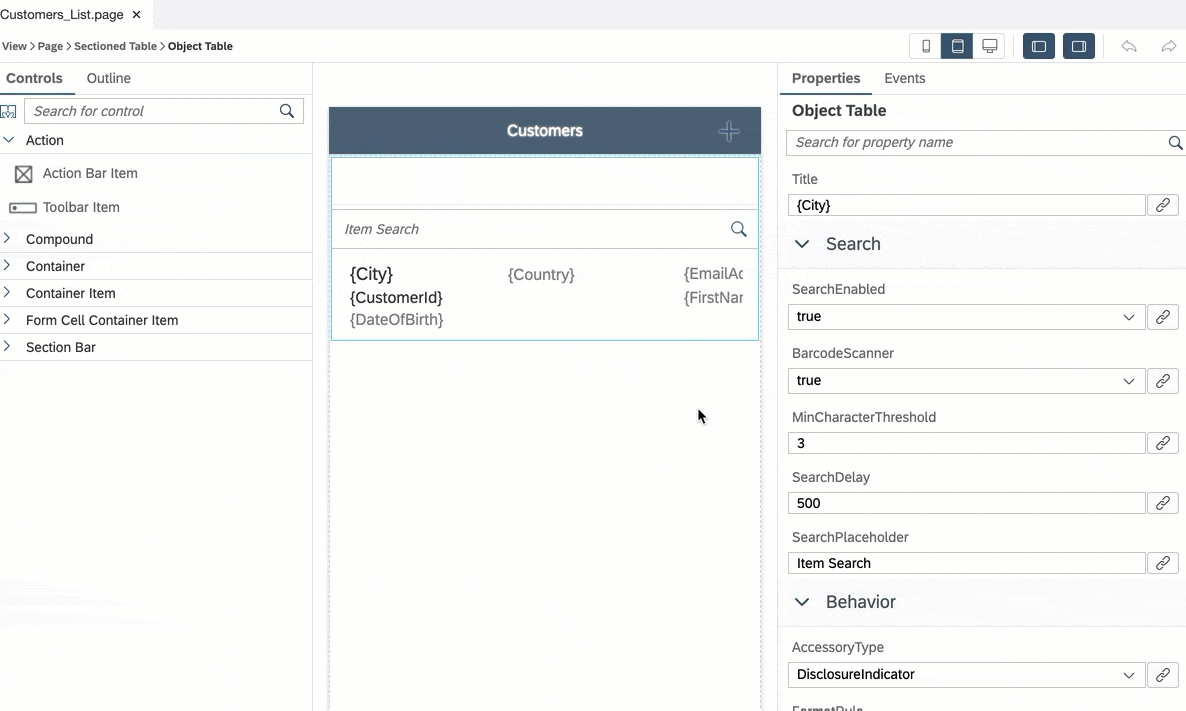 Customers_List.page ×
View > Page > Sectioned Table > Object Table
Controls
Outline
Search for control
Action
Action Bar Item
Toolbar Item
Compound
Container
Container Item
Form Cell Container Item
Section Bar
Customers
Item Search
{City}
{Country}
{EmailAc
{CustomerId}
{FirstNar
{DateOfBirth}
Properties
Events
Object Table
Search for property name
Title
{City}
Search
SearchEnabled
true
BarcodeScanner
true
MinCharacterThreshold
3
SearchDelay
500
SearchPlaceholder
Item Search
Behavior
AccessoryType
DisclosureIndicator